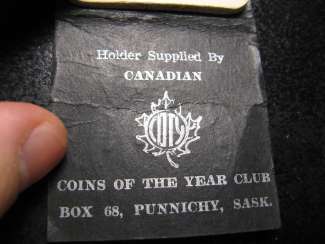 Holder Supplied By
CANADIAN
COINS OF THE YEAR CLUB
BOX 68, PUNNICHY, SASK.